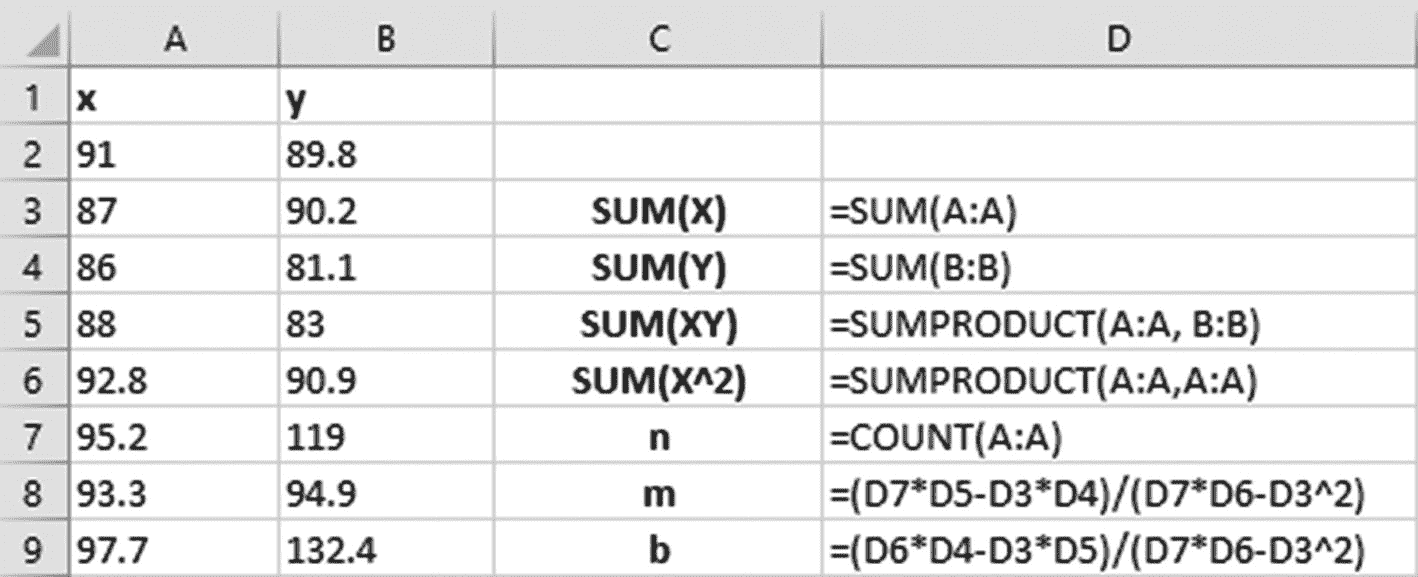 A B C D
1 x y
2 91 89.8
3 87 90.2 SUM(X) =SUM(A:A)
4 86 81.1 SUM(Y) =SUM(B:B)
5 88 83 SUM(XY) =SUMPRODUCT(A:A, B:B)
6 92.8 90.9 SUM(X^2) =SUMPRODUCT(A:A,A:A)
7 95.2 119 n =COUNT(A:A)
8 93.3 94.9 m =(D7*D5-D3*D4)/(D7*D6-D3^2)
9 97.7 132.4 b =(D6*D4-D3*D5)/(D7*D6-D3^2)